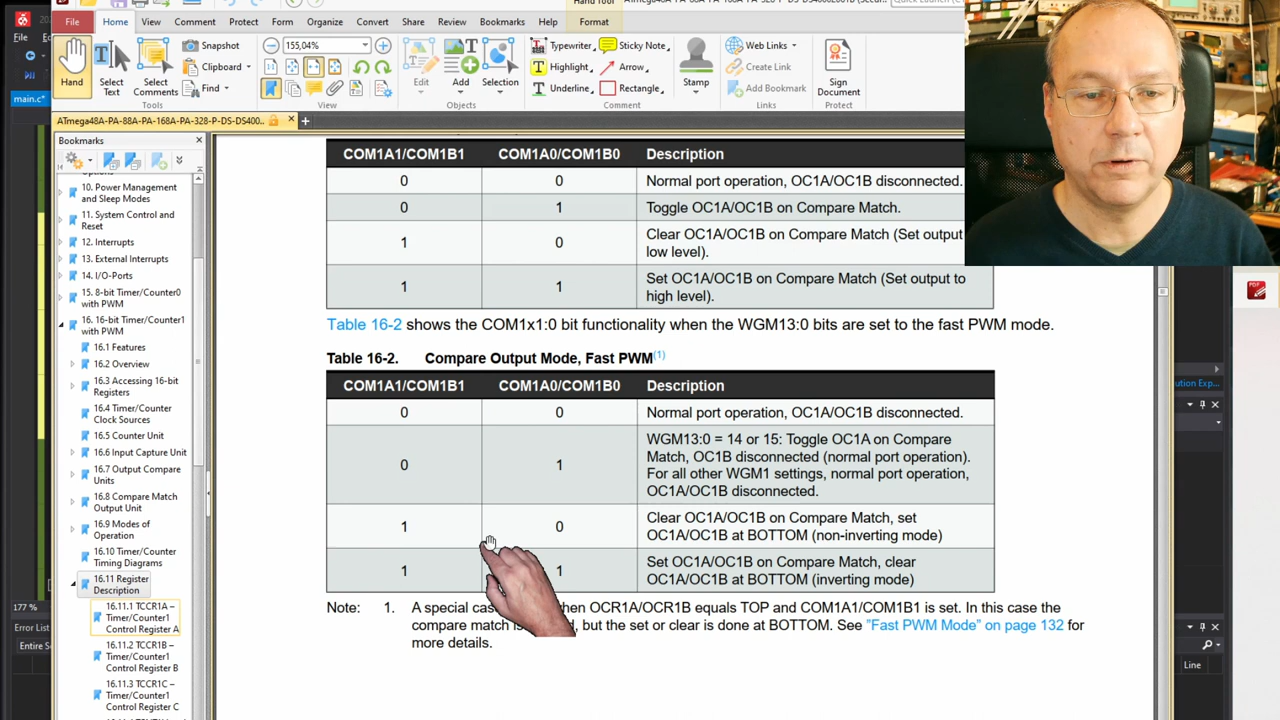 File
Home
View
Comment
Protect
Form
Organize
Convert
Share
Review
Bookmarks
Help
Format
Hand
Select
Text
Select
Comments
Snapshot
Clipboard
Find
Tools
155,04%
View
Edit
Add
Selection
Objects
Typewriter
Highlight
Underline
Sticky Note
Arrow
Rectangle
Comment
Stamp
Web Links
Create Link
Add Bookmark
Links
Sign
Document
Protect
File
main.c*
ATmega48A-PA-88A-PA-168A-PA-328-P-DS-DS400..
Bookmarks
10. Power Management
and Sleep Modes
11. System Control and
Reset
12. Interrupts
13. External Interrupts
14. I/O-Ports
15. 8-bit Timer/Counter0
with PWM
16. 16-bit Timer/Counter1
with PWM
16.1 Features
16.2 Overview
16.3 Accessing 16-bit
Registers
16.4 Timer/Counter
Clock Sources
16.5 Counter Unit
16.6 Input Capture Unit
16.7 Output Compare
Units
16.8 Compare Match
Output Unit
16.9 Modes of
Operation
16.10 Timer/Counter
Timing Diagrams
16.11 Register
Description
16.11.1 TCCR1A –
Timer/Counter1
Control Register A
16.11.2 TCCR1B –
Timer/Counter1
Control Register B
16.11.3 TCCR1C –
Timer/Counter1
Control Register C
177 %
Error List
Entire So
COM1A1/COM1B1 COM1A0/COM1B0 Description
0 0 Normal port operation, OC1A/OC1B disconnected.
0 1 Toggle OC1A/OC1B on Compare Match.
1 0 Clear OC1A/OC1B on Compare Match (Set output
low level).
1 1 Set OC1A/OC1B on Compare Match (Set output to
high level).
Table 16-2 shows the COM1x1:0 bit functionality when the WGM13:0 bits are set to the fast PWM mode.
Table 16-2. Compare Output Mode, Fast PWM(1)
COM1A1/COM1B1 COM1A0/COM1B0 Description
0 0 Normal port operation, OC1A/OC1B disconnected.
0 1 WGM13:0 = 14 or 15: Toggle OC1A on Compare
Match, OC1B disconnected (normal port operation).
For all other WGM1 settings, normal port operation,
OC1A/OC1B disconnected.
1 0 Clear OC1A/OC1B on Compare Match, set
OC1A/OC1B at BOTTOM (non-inverting mode)
1 1 Set OC1A/OC1B on Compare Match, clear
OC1A/OC1B at BOTTOM (inverting mode)
Note: 1. A special cas hen OCR1A/OCR1B equals TOP and COM1A1/COM1B1 is set. In this case the
compare match is d, but the set or clear is done at BOTTOM. See "Fast PWM Mode" on page 132 for
more details.
ution Exp...
Line